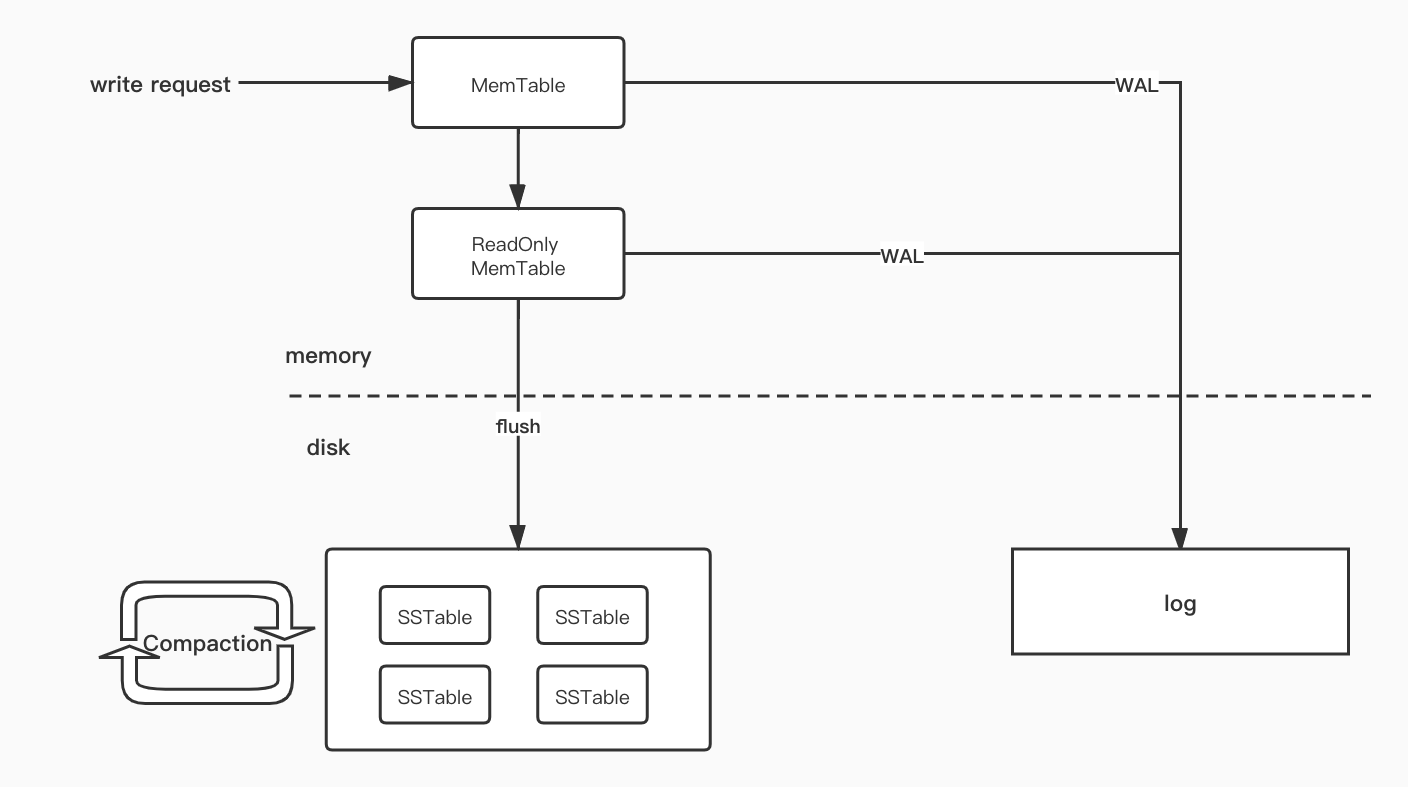 write request
MemTable
WAL
ReadOnly
MemTable
WAL
memory
flush
disk
SSTable
SSTable
Compaction
SSTable
SSTable
log